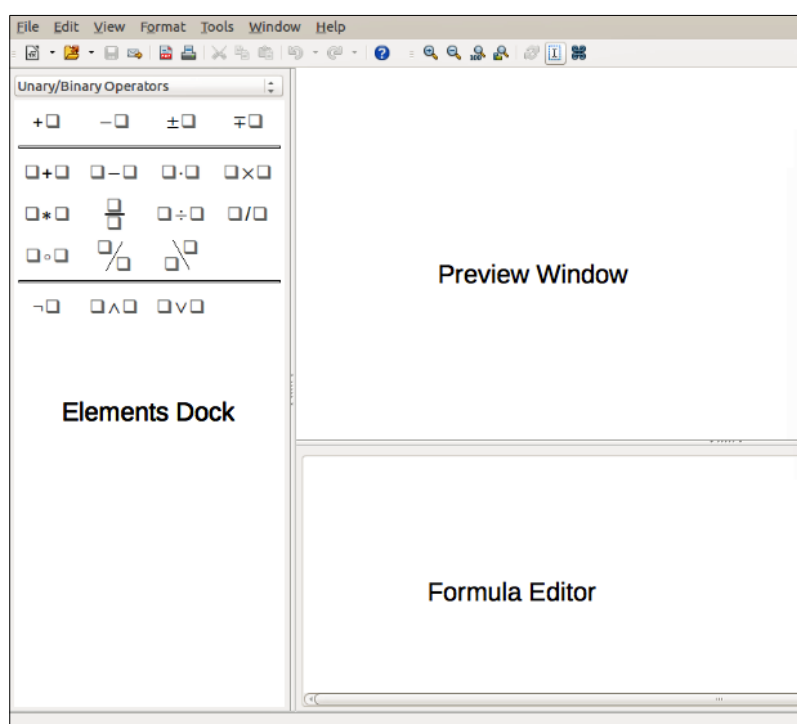 File Edit View Format Tools Window Help
Unary/Binary Operators
+□ −□ ±□ ∓□
□+□ □−□ □·□ □×□
□*□ □/□ □÷□ □/□
□∘□ □/□ □\□
¬□ □∧□ □∨□
Preview Window
Elements Dock
Formula Editor